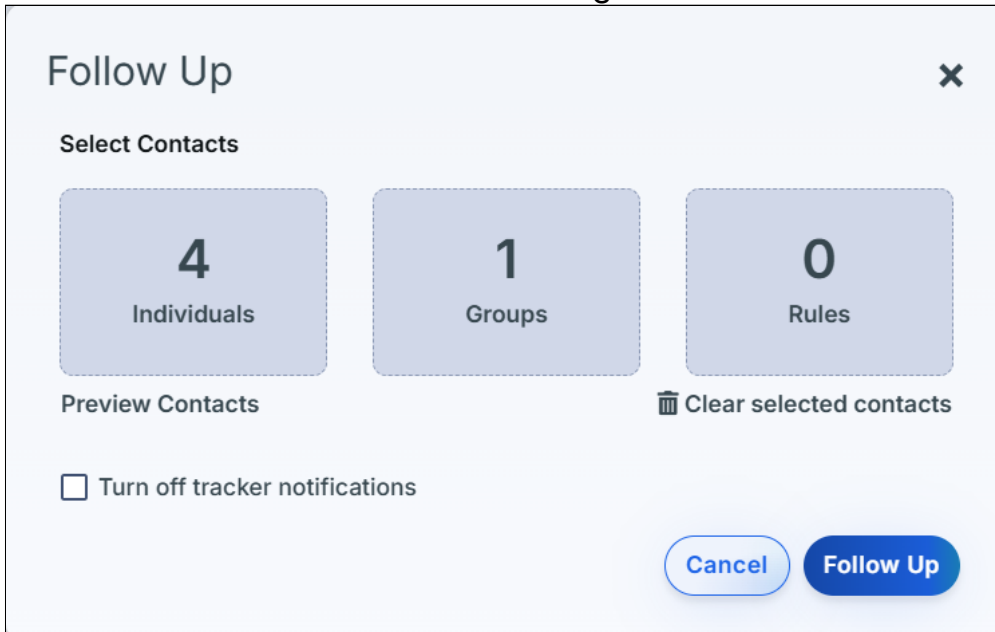 Follow Up
Select Contacts
4 1 0
Individuals Groups Rules
Preview Contacts Clear selected contacts
Turn off tracker notifications
Cancel Follow Up